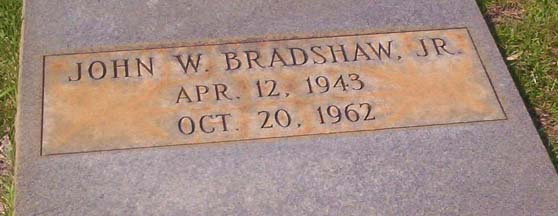 JOHN W. BRADSHAW, JR.
APR. 12, 1943
OCT. 20, 1962